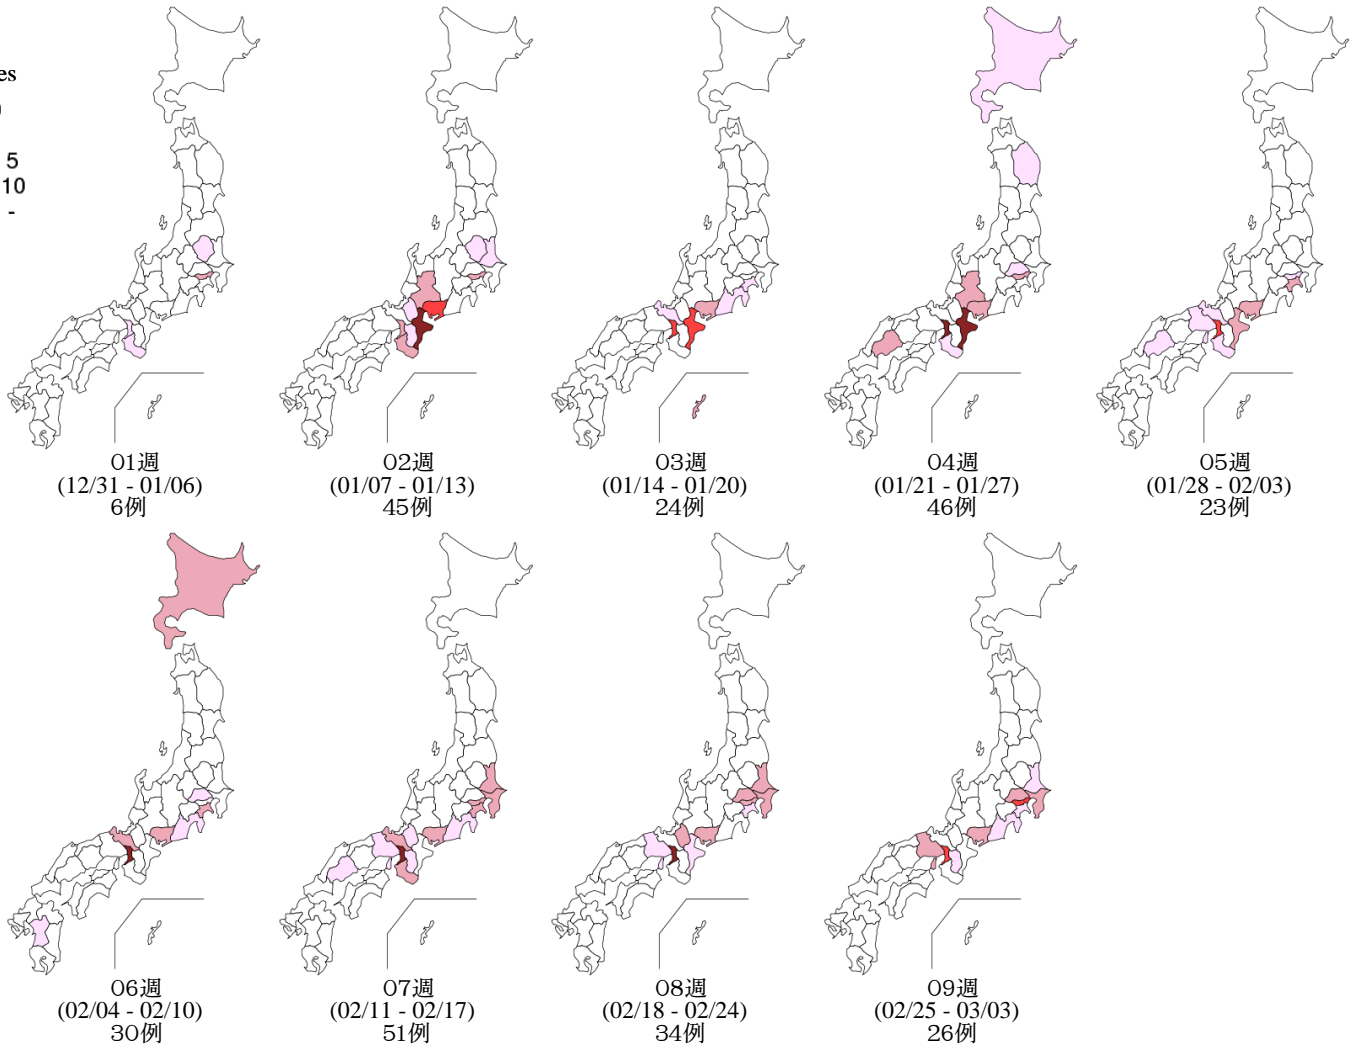 es
5
10
-
01週
(12/31 - 01/06)
6例
02週
(01/07 - 01/13)
45例
03週
(01/14 - 01/20)
24例
04週
(01/21 - 01/27)
46例
05週
(01/28 - 02/03)
23例
06週
(02/04 - 02/10)
30例
07週
(02/11 - 02/17)
51例
08週
(02/18 - 02/24)
34例
09週
(02/25 - 03/03)
26例